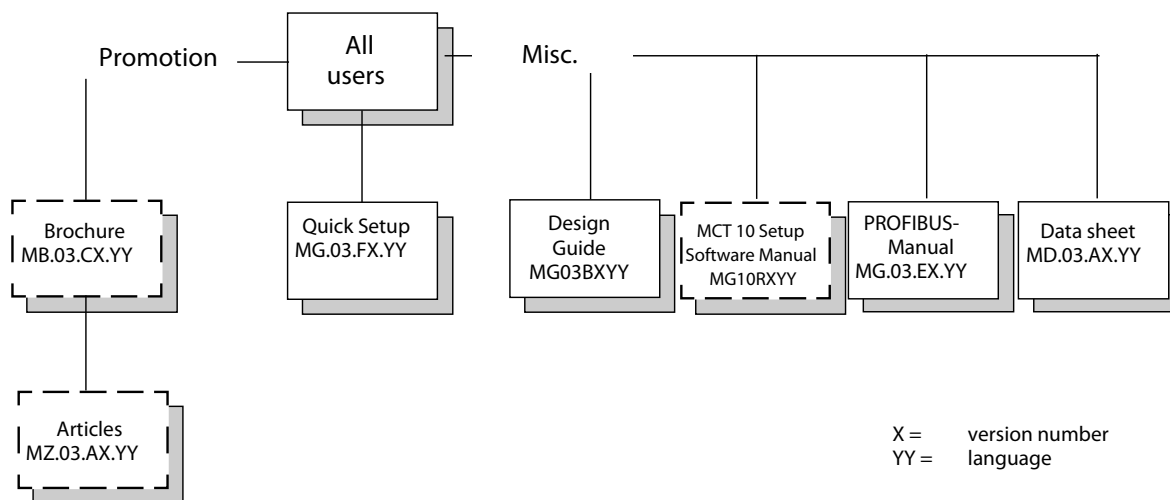 Promotion
All
users
Misc.
Brochure
MB.03.CX.YY
Quick Setup
MG.03.FX.YY
Design
Guide
MG03BXYY
MCT 10 Setup
Software Manual
MG10RXYY
PROFIBUS-
Manual
MG.03.EX.YY
Data sheet
MD.03.AX.YY
Articles
MZ.03.AX.YY
X = version number
YY = language